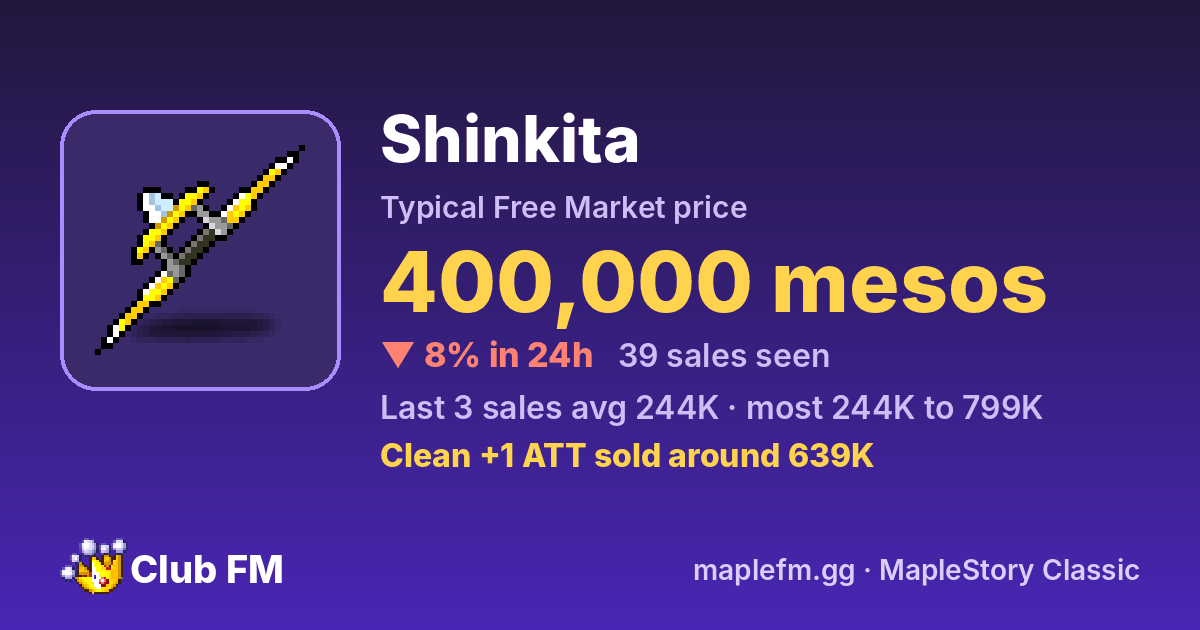 Shinkita
Typical Free Market price
400,000 mesos
▼ 8% in 24h 39 sales seen
Last 3 sales avg 244K · most 244K to 799K
Clean +1 ATT sold around 639K
Club FM
maplefm.gg · MapleStory Classic